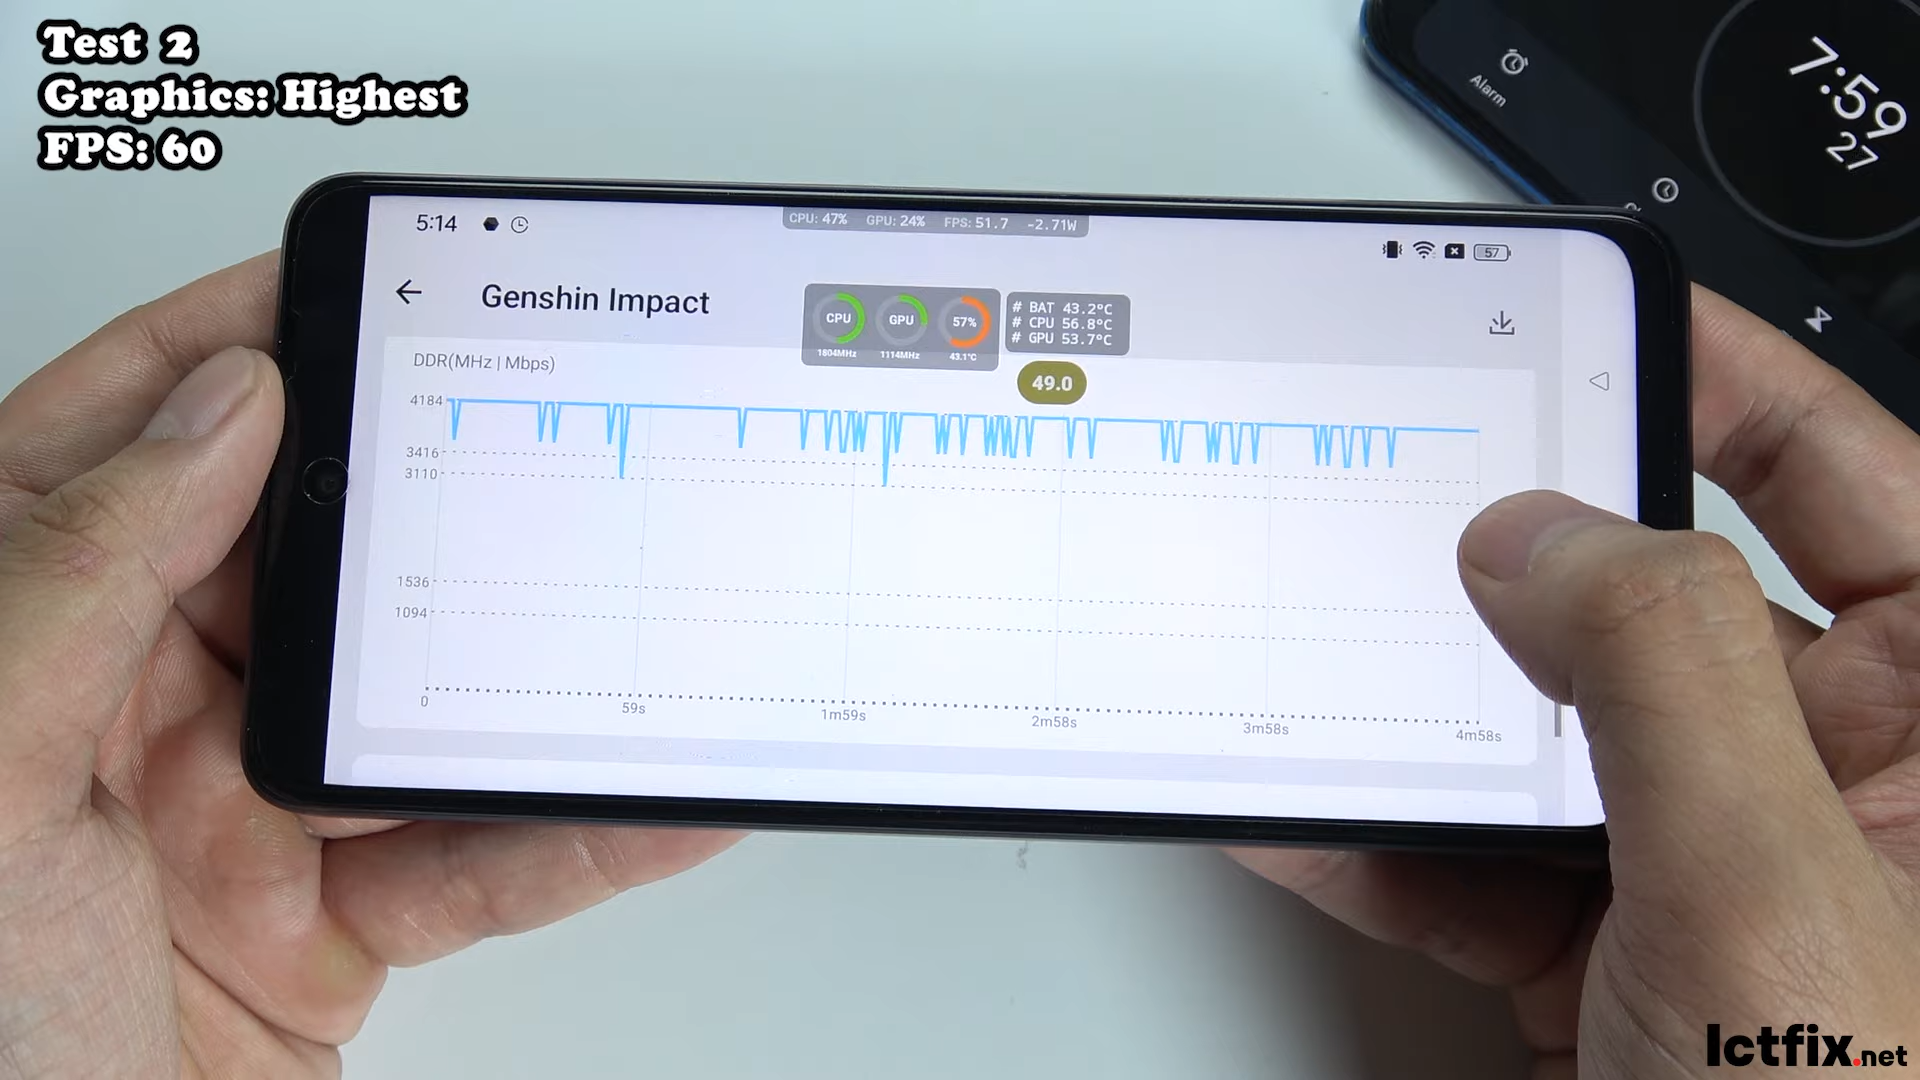 Test 2
Graphics: Highest
FPS: 60
Alarm
7:59
27
5:14
CPU: 47% GPU: 24% FPS: 51.7 -2.71W
57
Genshin Impact
CPU
GPU
57%
1804MHz
1114MHz
43.1°C
# BAT 43.2°C
# CPU 56.8°C
# GPU 53.7°C
49.0
DDR(MHz | Mbps)
4184
3416
3110
1536
1094
0
59s
1m59s
2m58s
3m58s
4m58s
Ictfix.net